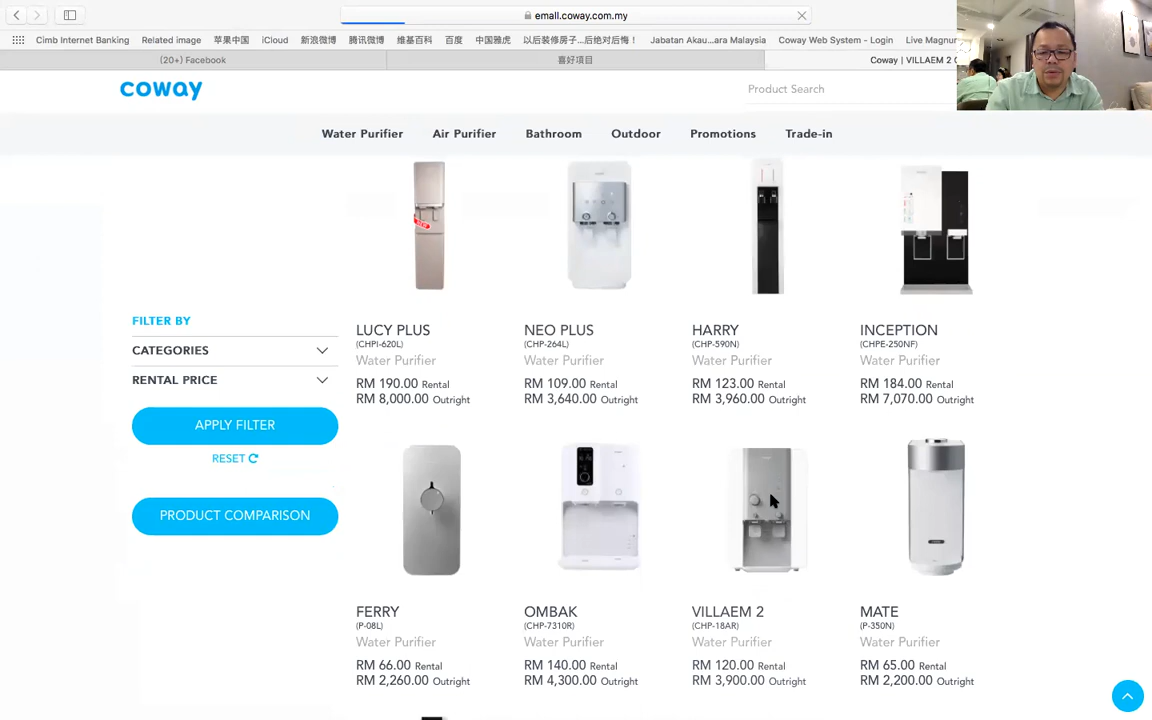 emall.coway.com.my
Cimb Internet Banking Related image 苹果中国 iCloud 新浪微博 腾讯微博 维基百科 百度 中国雅虎 以后装修房子...后绝对后悔！ Jabatan Akau...ara Malaysia Coway Web System - Login Live Magnu
(20+) Facebook 喜好项目 Coway | VILLAEM 2
coway Product Search
Water Purifier Air Purifier Bathroom Outdoor Promotions Trade-in
FILTER BY
CATEGORIES
RENTAL PRICE
APPLY FILTER
RESET
PRODUCT COMPARISON
LUCY PLUS NEO PLUS HARRY INCEPTION
(CHPI-620L) (CHP-264L) (CHP-590N) (CHPE-250NF)
Water Purifier Water Purifier Water Purifier Water Purifier
RM 190.00 Rental RM 109.00 Rental RM 123.00 Rental RM 184.00 Rental
RM 8,000.00 Outright RM 3,640.00 Outright RM 3,960.00 Outright RM 7,070.00 Outright
FERRY OMBAK VILLAEM 2 MATE
(P-08L) (CHP-7310R) (CHP-18AR) (P-350N)
Water Purifier Water Purifier Water Purifier Water Purifier
RM 66.00 Rental RM 140.00 Rental RM 120.00 Rental RM 65.00 Rental
RM 2,260.00 Outright RM 4,300.00 Outright RM 3,900.00 Outright RM 2,200.00 Outright